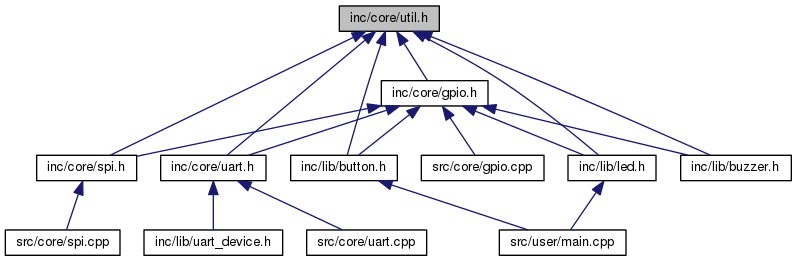 inc/core/util.h
inc/core/gpio.h
inc/core/spi.h
inc/core/uart.h
inc/lib/button.h
src/core/gpio.cpp
inc/lib/led.h
inc/lib/buzzer.h
src/core/spi.cpp
inc/lib/uart_device.h
src/core/uart.cpp
src/user/main.cpp